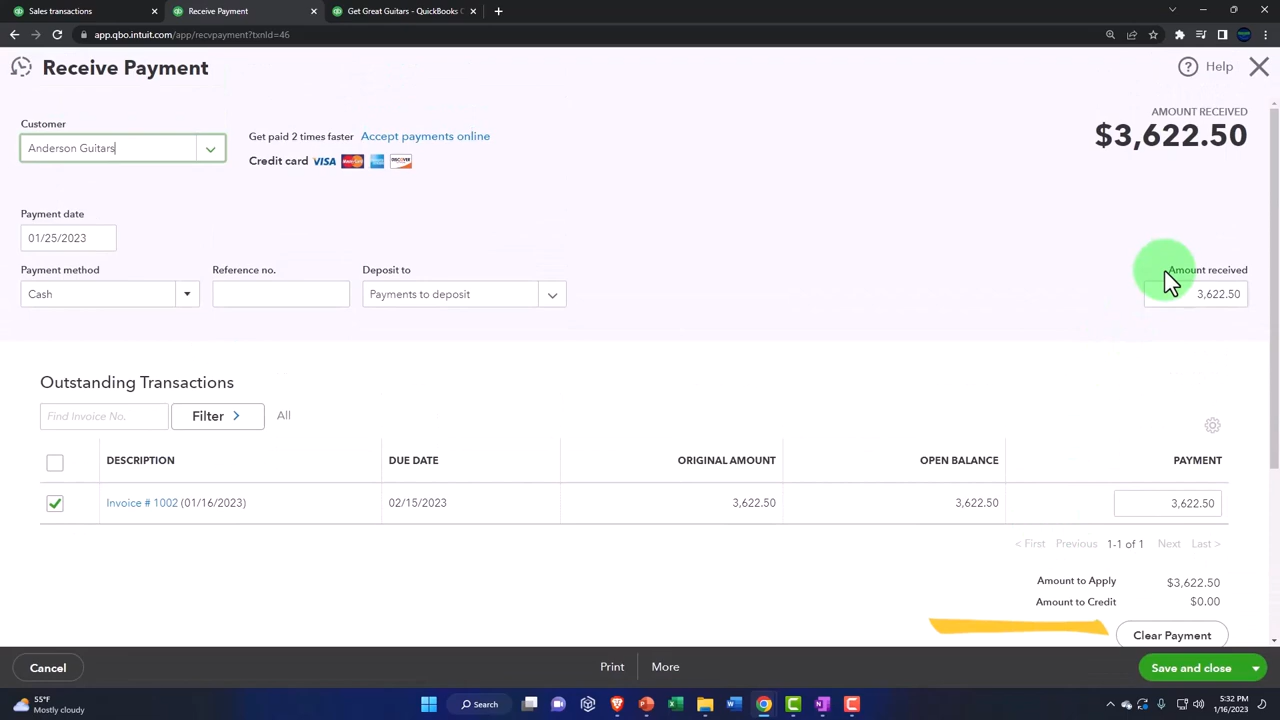 Sales transactions
Receive Payment
Get Great Guitars - QuickBooks
app.qbo.intuit.com/app/recvpayment?txnId=46
Receive Payment
Help
Customer
Anderson Guitars
Get paid 2 times faster Accept payments online
Credit card VISA
AMOUNT RECEIVED
$3,622.50
Payment date
01/25/2023
Payment method
Reference no.
Deposit to
Amount received
Cash
Payments to deposit
3,622.50
Outstanding Transactions
Find Invoice No.
Filter >
All
DESCRIPTION DUE DATE ORIGINAL AMOUNT OPEN BALANCE PAYMENT
Invoice # 1002 (01/16/2023) 02/15/2023 3,622.50 3,622.50 3,622.50
< First Previous 1-1 of 1 Next Last >
Amount to Apply $3,622.50
Amount to Credit $0.00
Clear Payment
Cancel
Print
More
Save and close
55°F
Mostly cloudy
Search
5:32 PM
1/16/2023